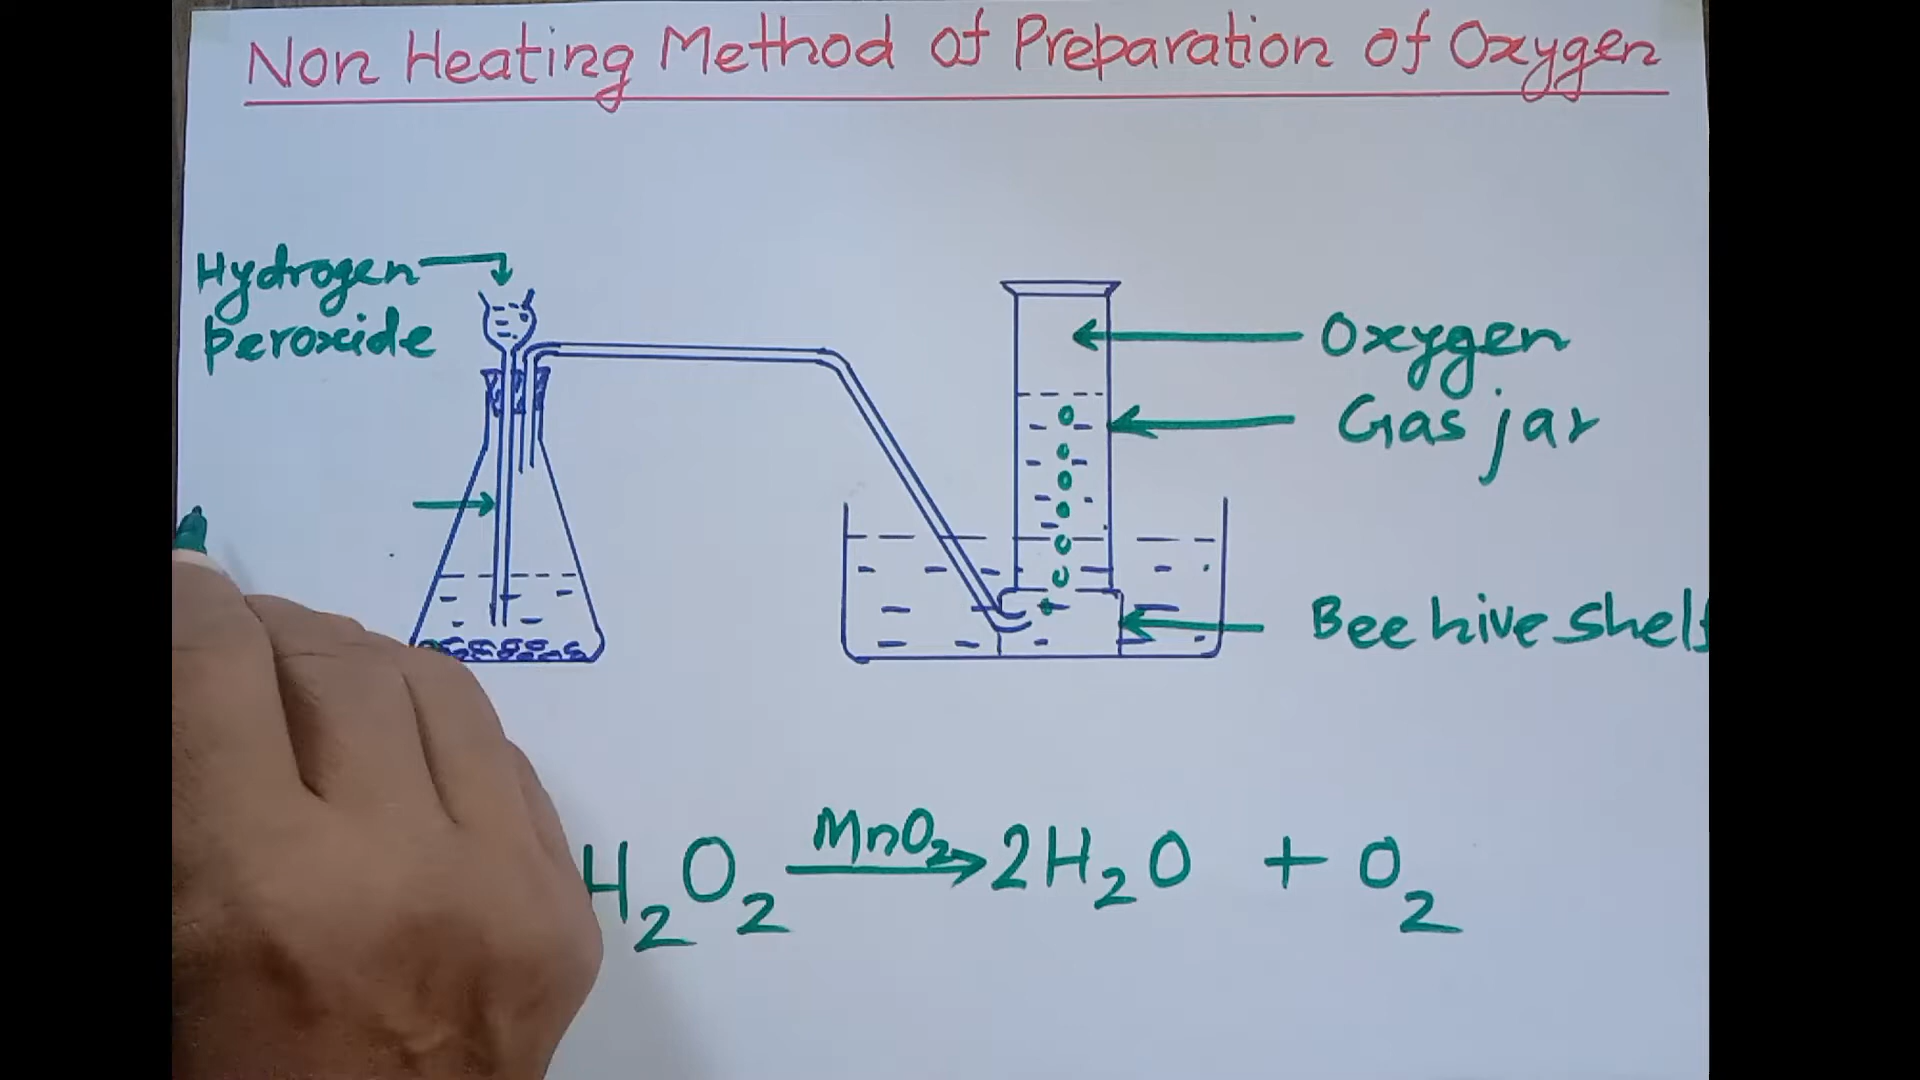 Non Heating Method of Preparation of Oxygen
Hydrogen
peroxide
Oxygen
Gas jar
Bee hive shelf
H₂O₂ MnO₂ 2H₂O + O₂